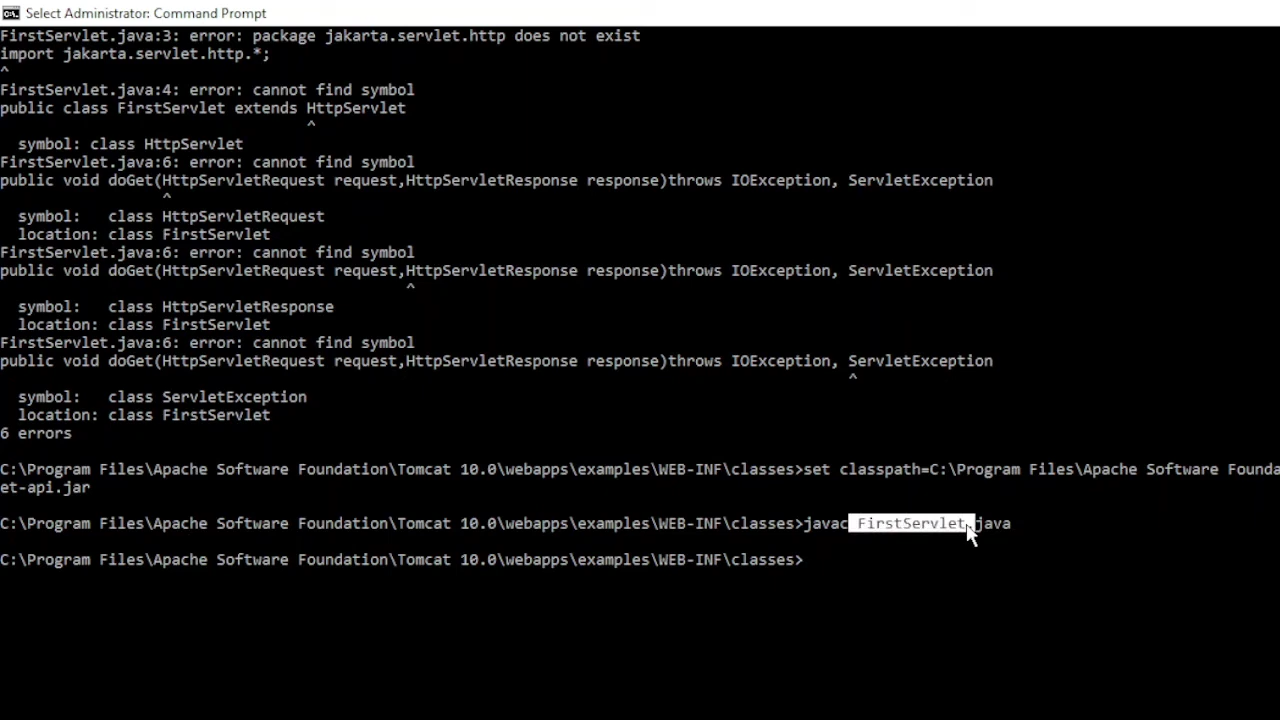 Select Administrator: Command Prompt
FirstServlet.java:3: error: package jakarta.servlet.http does not exist
import jakarta.servlet.http.*;
^
FirstServlet.java:4: error: cannot find symbol
public class FirstServlet extends HttpServlet
^
symbol: class HttpServlet
FirstServlet.java:6: error: cannot find symbol
public void doGet(HttpServletRequest request,HttpServletResponse response)throws IOException, ServletException
^
symbol:   class HttpServletRequest
location: class FirstServlet
FirstServlet.java:6: error: cannot find symbol
public void doGet(HttpServletRequest request,HttpServletResponse response)throws IOException, ServletException
^
symbol:   class HttpServletResponse
location: class FirstServlet
FirstServlet.java:6: error: cannot find symbol
public void doGet(HttpServletRequest request,HttpServletResponse response)throws IOException, ServletException
^
symbol:   class ServletException
location: class FirstServlet
6 errors
C:\Program Files\Apache Software Foundation\Tomcat 10.0\webapps\examples\WEB-INF\classes>set classpath=C:\Program Files\Apache Software Founda
et-api.jar
C:\Program Files\Apache Software Foundation\Tomcat 10.0\webapps\examples\WEB-INF\classes>javac FirstServlet.java
C:\Program Files\Apache Software Foundation\Tomcat 10.0\webapps\examples\WEB-INF\classes>